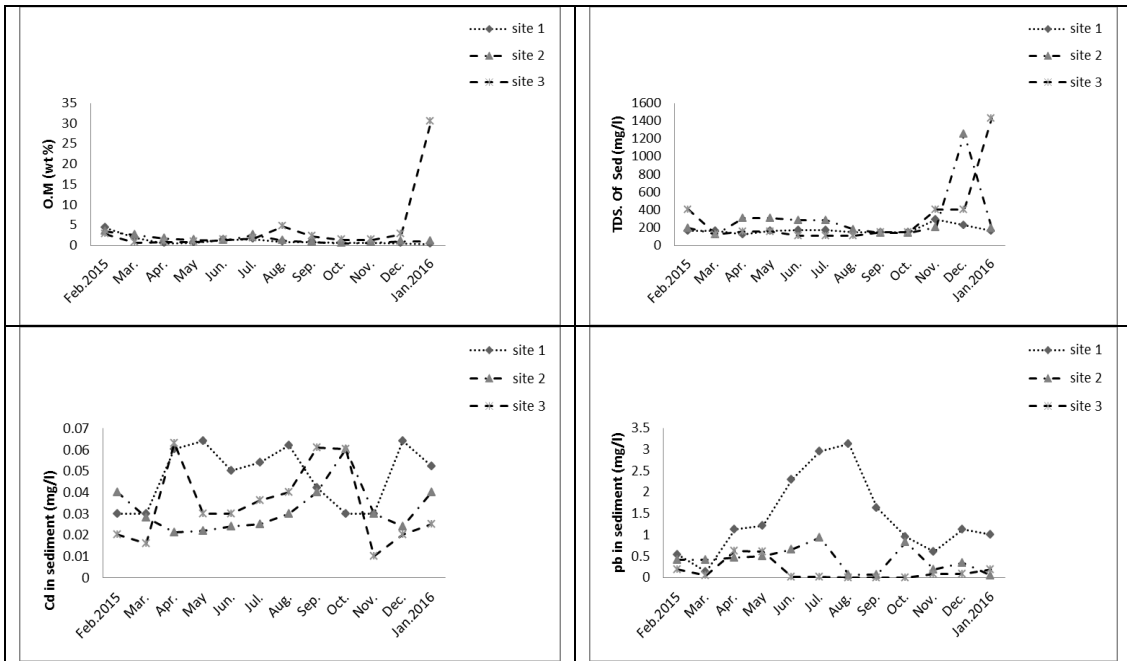 site 1
site 2
site 3
O.M (wt%)
35
30
25
20
15
10
5
0
Feb.2015 Mar. Apr. May Jun. Jul. Aug. Sep. Oct. Nov. Dec. Jan.2016
site 1
site 2
site 3
TDS. Of Sed (mg/l)
1600
1400
1200
1000
800
600
400
200
0
Feb.2015 Mar. Apr. May Jun. Jul. Aug. Sep. Oct. Nov. Dec. Jan.2016
site 1
site 2
site 3
Cd in sediment (mg/l)
0.07
0.06
0.05
0.04
0.03
0.02
0.01
0
Feb.2015 Mar. Apr. May Jun. Jul. Aug. Sep. Oct. Nov. Dec. Jan.2016
site 1
site 2
site 3
pb in sediment (mg/l)
3.5
3
2.5
2
1.5
1
0.5
0
Feb.2015 Mar. Apr. May Jun. Jul. Aug. Sep. Oct. Nov. Dec. Jan.2016